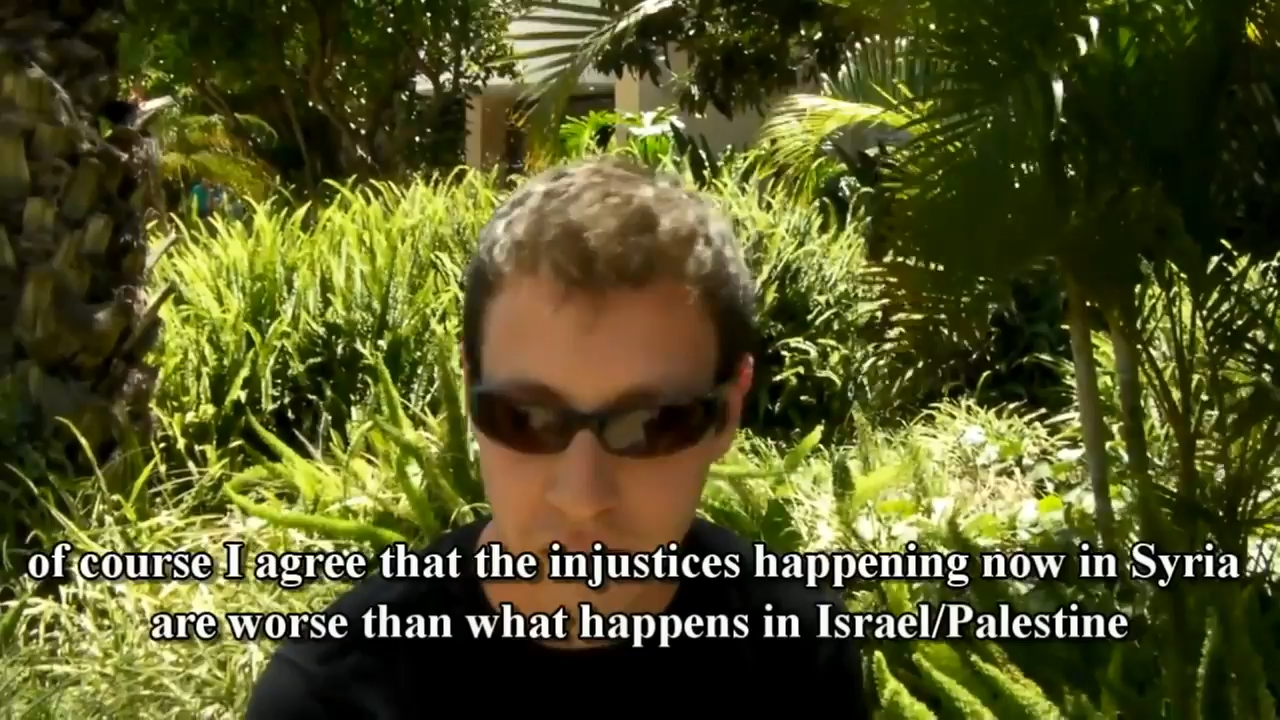 of course I agree that the injustices happening now in Syria
are worse than what happens in Israel/Palestine